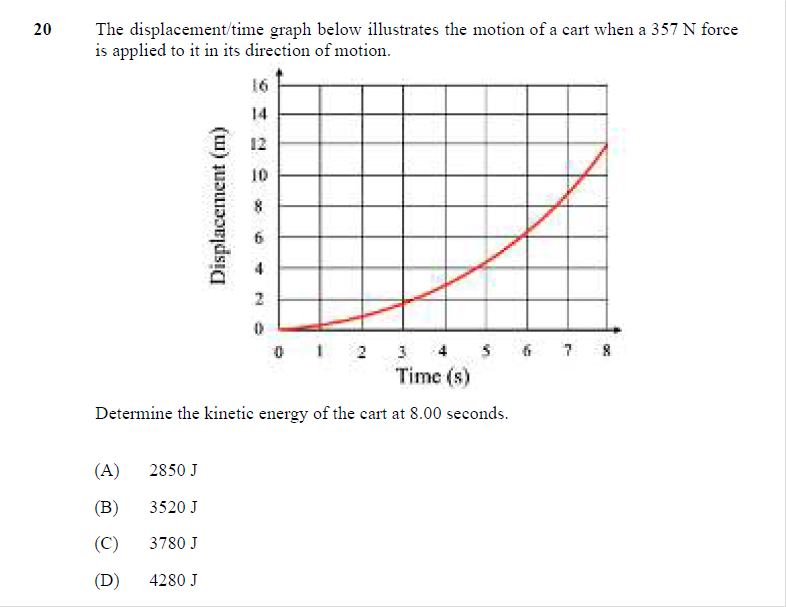 20 The displacement/time graph below illustrates the motion of a cart when a 357 N force
is applied to it in its direction of motion.
16
14
12
10
8
6
4
2
0
Displacement (m)
0 1 2 3 4 5 6 7 8
Time (s)
Determine the kinetic energy of the cart at 8.00 seconds.
(A) 2850 J
(B) 3520 J
(C) 3780 J
(D) 4280 J